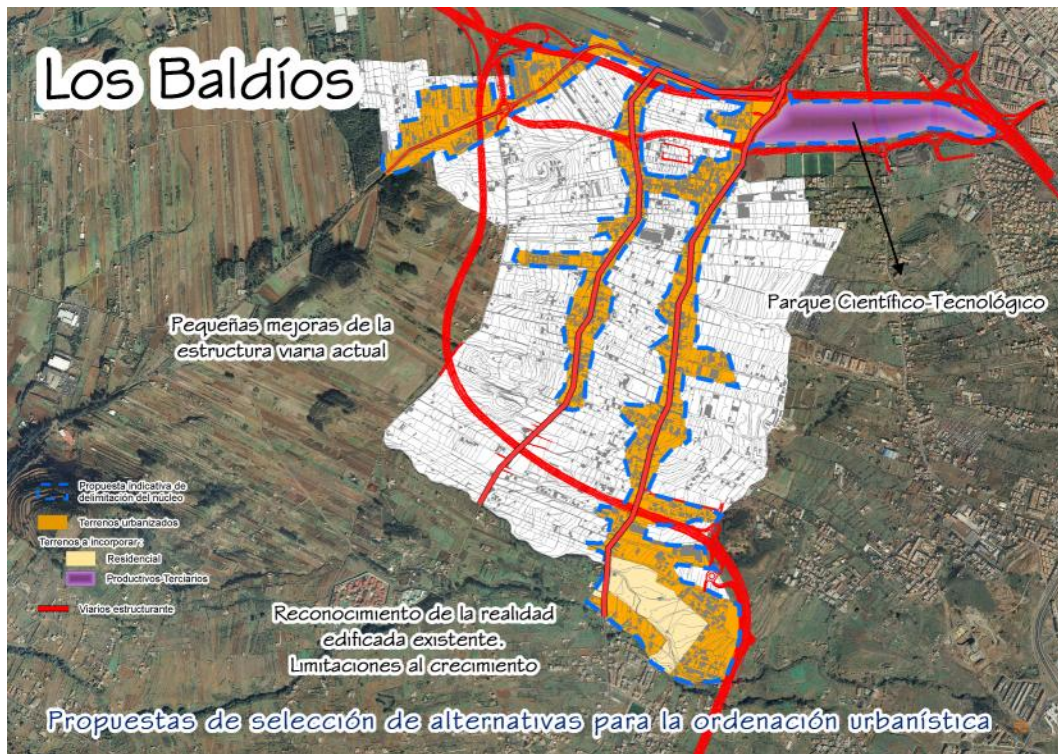 Los Baldíos
Parque Científico-Tecnológico
Pequeñas mejoras de la
estructura viaria actual
Propuesta indicativa de
delimitación del núcleo
Terrenos urbanizados
Terrenos a incorporar:
Residencial
Productivos-Terciarios
Viarios estructurante
Reconocimiento de la realidad
edificada existente.
Limitaciones al crecimiento
Propuestas de selección de alternativas para la ordenación urbanística